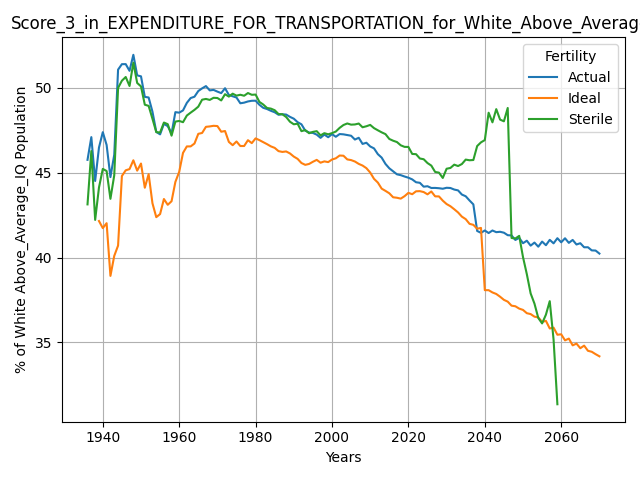 Score_3_in_EXPENDITURE_FOR_TRANSPORTATION_for_White_Above_Averag
Fertility
Actual
Ideal
Sterile
% of White Above_Average_IQ Population
50
45
40
35
1940 1960 1980 2000 2020 2040 2060
Years